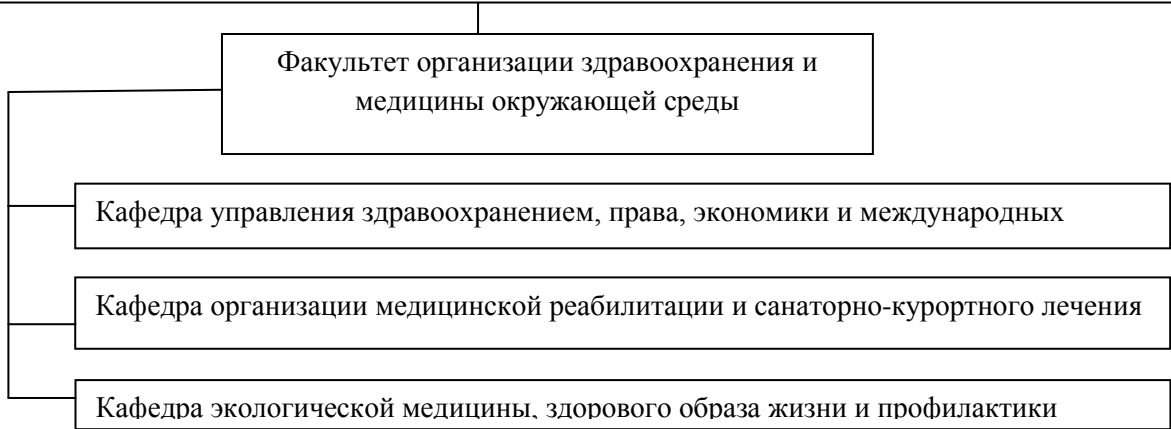 Факультет организации здравоохранения и
медицины окружающей среды
Кафедра управления здравоохранением, права, экономики и международных
Кафедра организации медицинской реабилитации и санаторно-курортного лечения
Кафедра экологической медицины, здорового образа жизни и профилактики